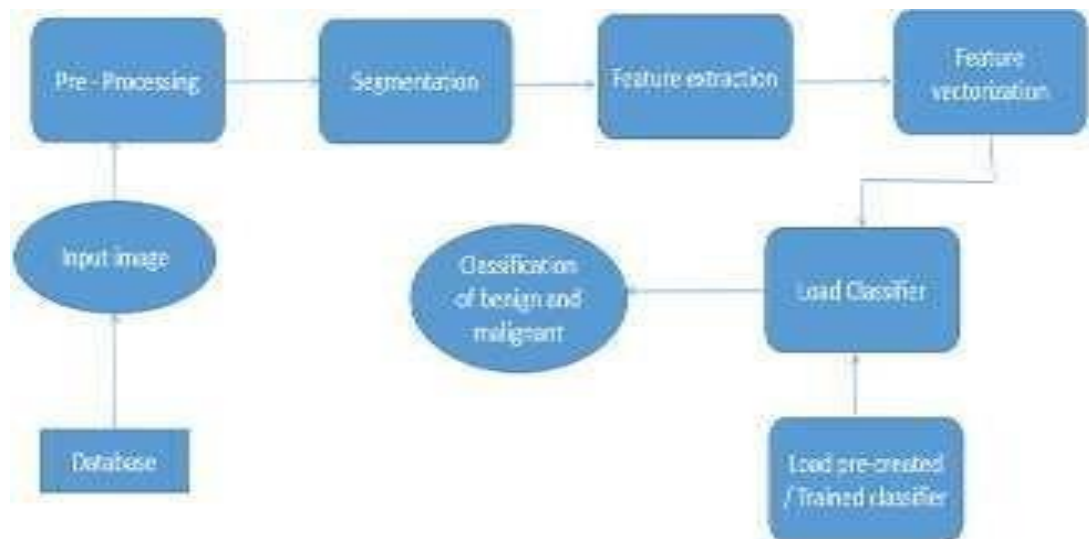 Pre - Processing
Segmentation
Feature extraction
Feature
vectorization
Input image
Classification
of benign and
malignant
Load Classifier
Database
Load pre-created
/ Trained classifier